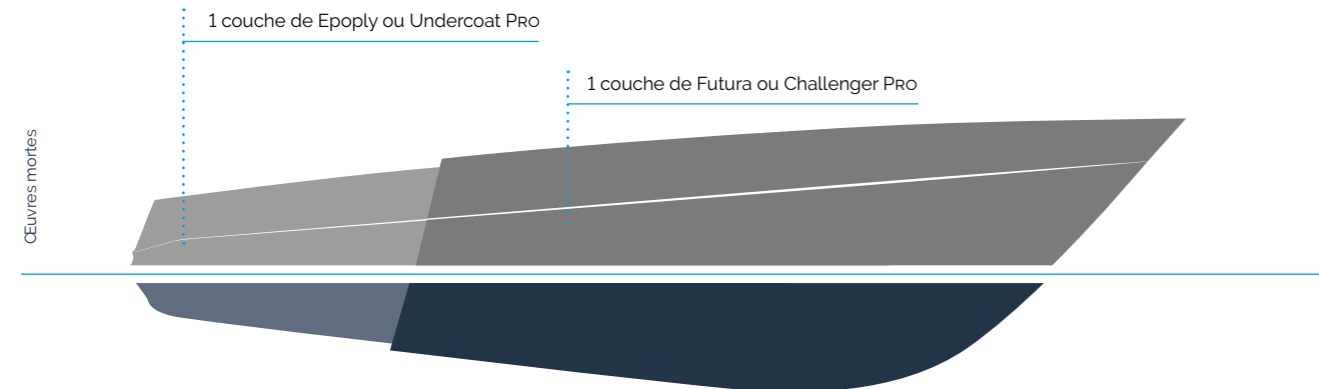 1 couche de Epoply ou Undercoat PRO
1 couche de Futura ou Challenger PRO
Œuvres mortes